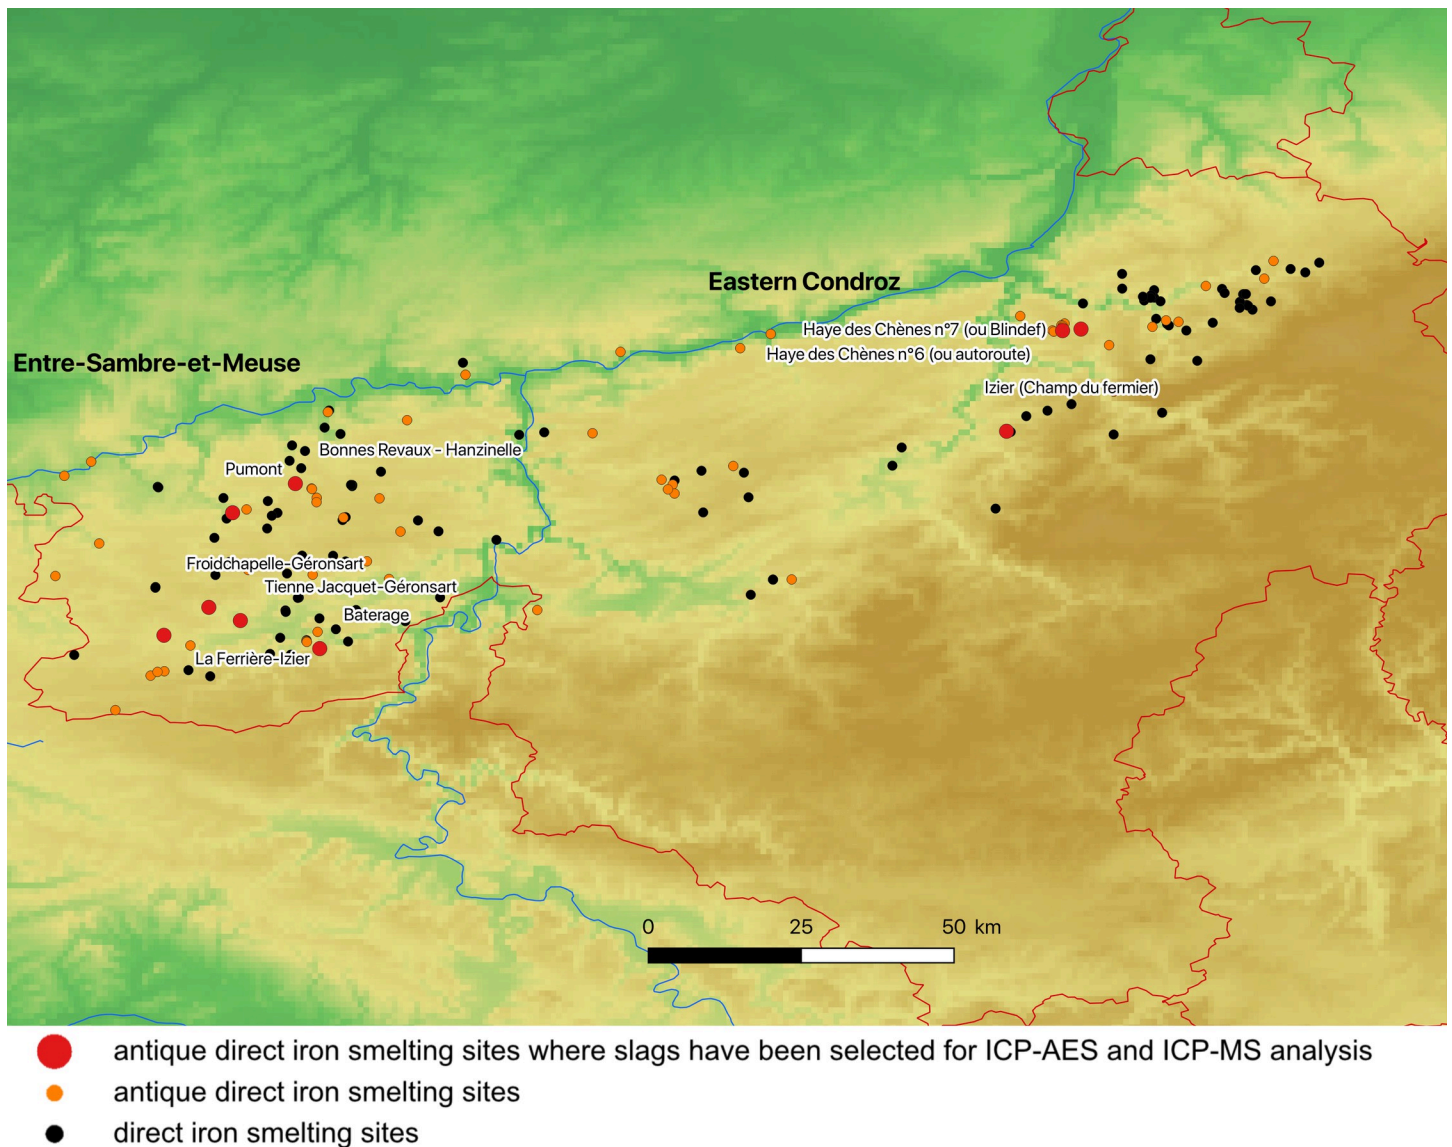 Eastern Condroz
Haye des Chènes n°7 (ou Blindef)
Haye des Chènes n°6 (ou autoroute)
Entre-Sambre-et-Meuse
Izier (Champ du fermier)
Bonnes Revaux - Hanzinelle
Pumont
Froidchapelle-Géronsart
Tienne Jacquet-Géronsart
Baterage
La Ferrière-Izier
0 25 50 km
antique direct iron smelting sites where slags have been selected for ICP-AES and ICP-MS analysis
antique direct iron smelting sites
direct iron smelting sites